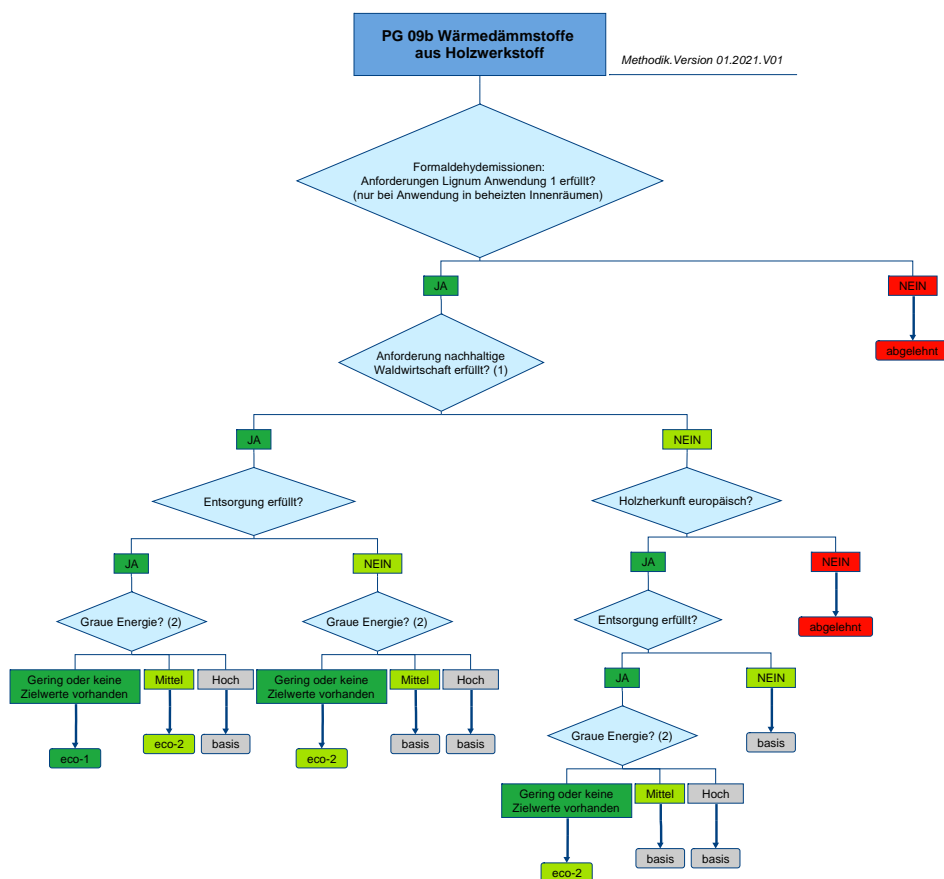 PG 09b Wärmedämmstoffe
aus Holzwerkstoff
Methodik.Version 01.2021.V01
Formaldehydemissionen:
Anforderungen Lignum Anwendung 1 erfüllt?
(nur bei Anwendung in beheizten Innenräumen)
JA
NEIN
abgelehnt
Anforderung nachhaltige
Waldwirtschaft erfüllt? (1)
JA
NEIN
Entsorgung erfüllt?
Holzherkunft europäisch?
JA
NEIN
JA
NEIN
Graue Energie? (2)
Graue Energie? (2)
Entsorgung erfüllt?
abgelehnt
Gering oder keine
Zielwerte vorhanden
Mittel
Hoch
Gering oder keine
Zielwerte vorhanden
Mittel
Hoch
JA
NEIN
eco-1
eco-2
basis
eco-2
basis
basis
Graue Energie? (2)
basis
Gering oder keine
Zielwerte vorhanden
Mittel
Hoch
eco-2
basis
basis